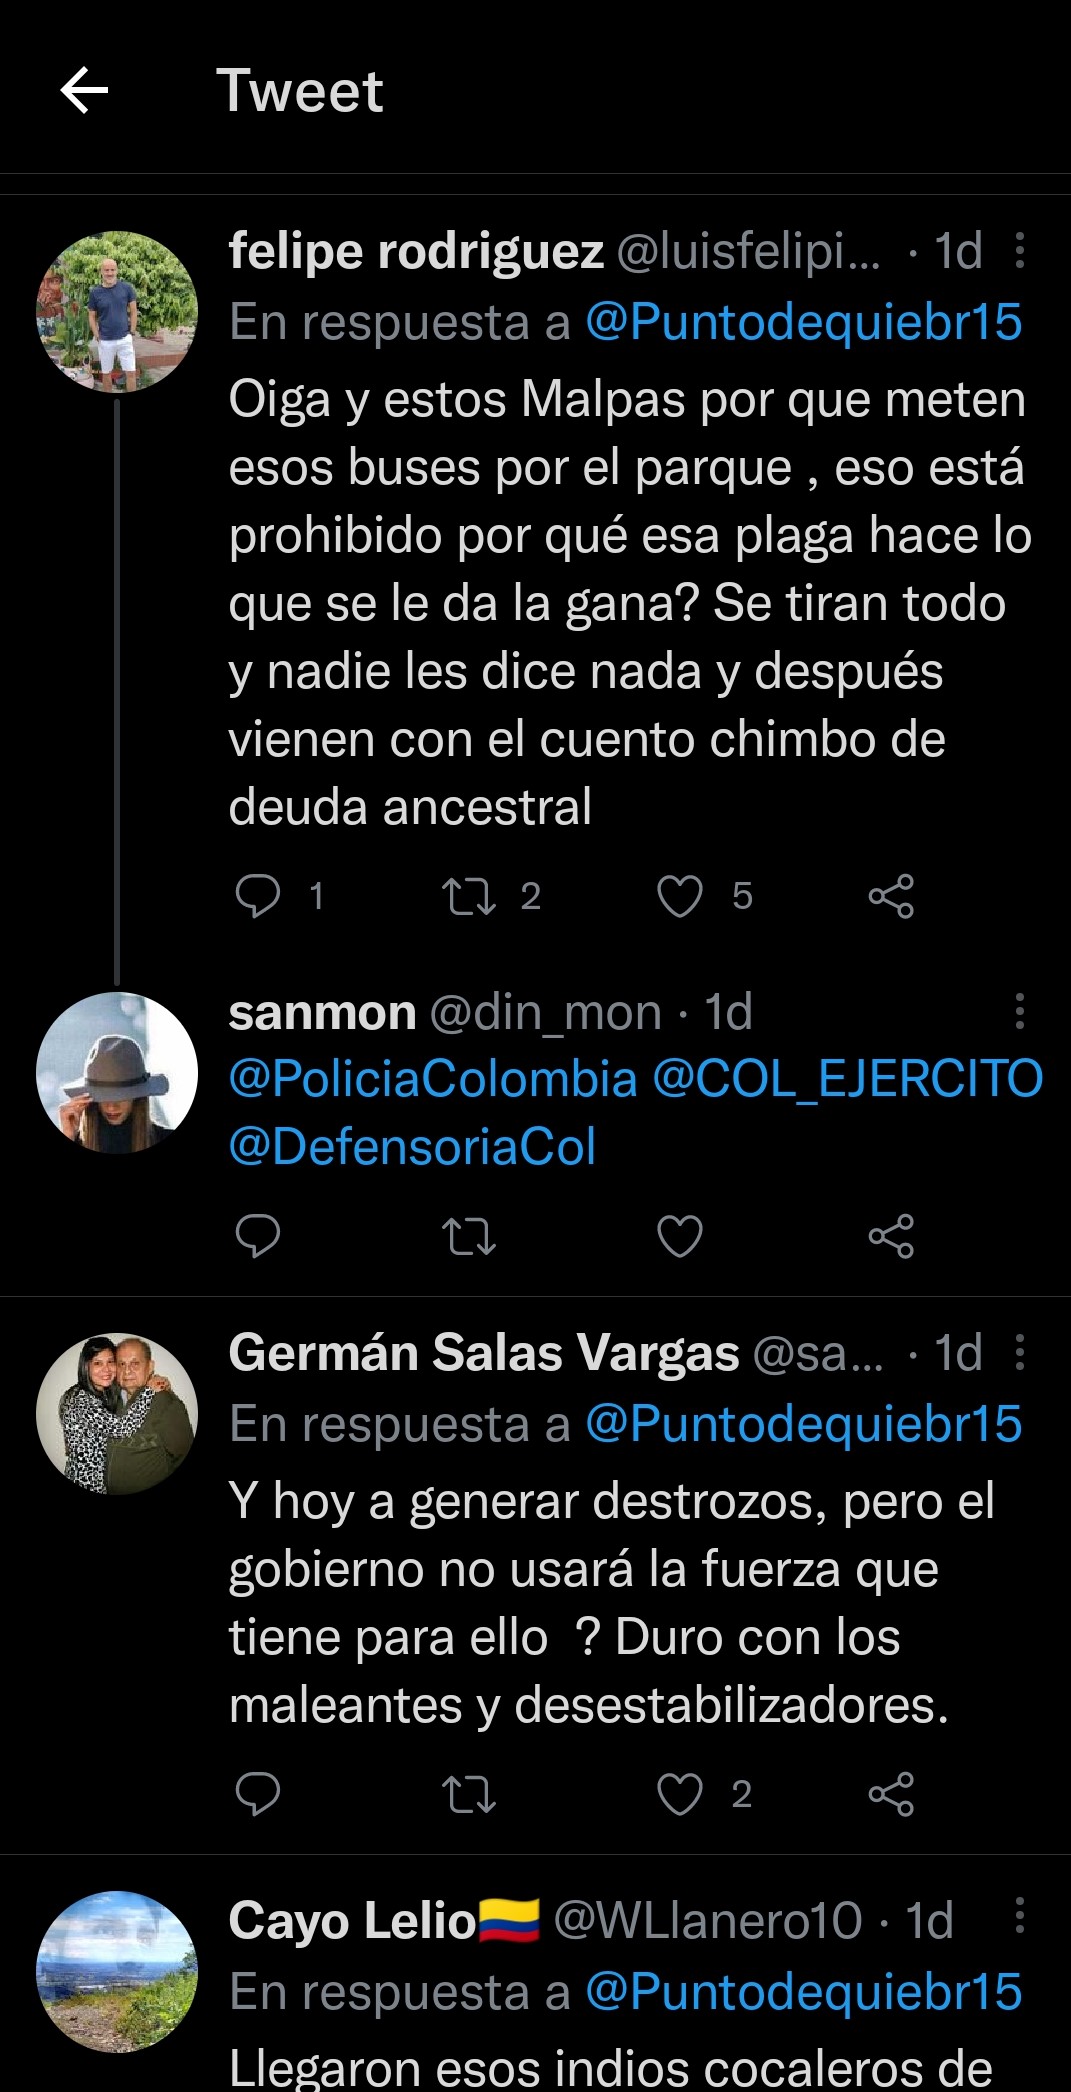 Tweet
felipe rodriguez @luisfelipi... · 1d
En respuesta a @Puntodequiebr15
Oiga y estos Malpas por que meten
esos buses por el parque , eso está
prohibido por qué esa plaga hace lo
que se le da la gana? Se tiran todo
y nadie les dice nada y después
vienen con el cuento chimbo de
deuda ancestral
1 2 5
sanmon @din_mon · 1d
@PoliciaColombia @COL_EJERCITO
@DefensoriaCol
Germán Salas Vargas @sa... · 1d
En respuesta a @Puntodequiebr15
Y hoy a generar destrozos, pero el
gobierno no usará la fuerza que
tiene para ello  ? Duro con los
maleantes y desestabilizadores.
2
Cayo Lelio🇨🇴 @WLlanero10 · 1d
En respuesta a @Puntodequiebr15
Llegaron esos indios cocaleros de